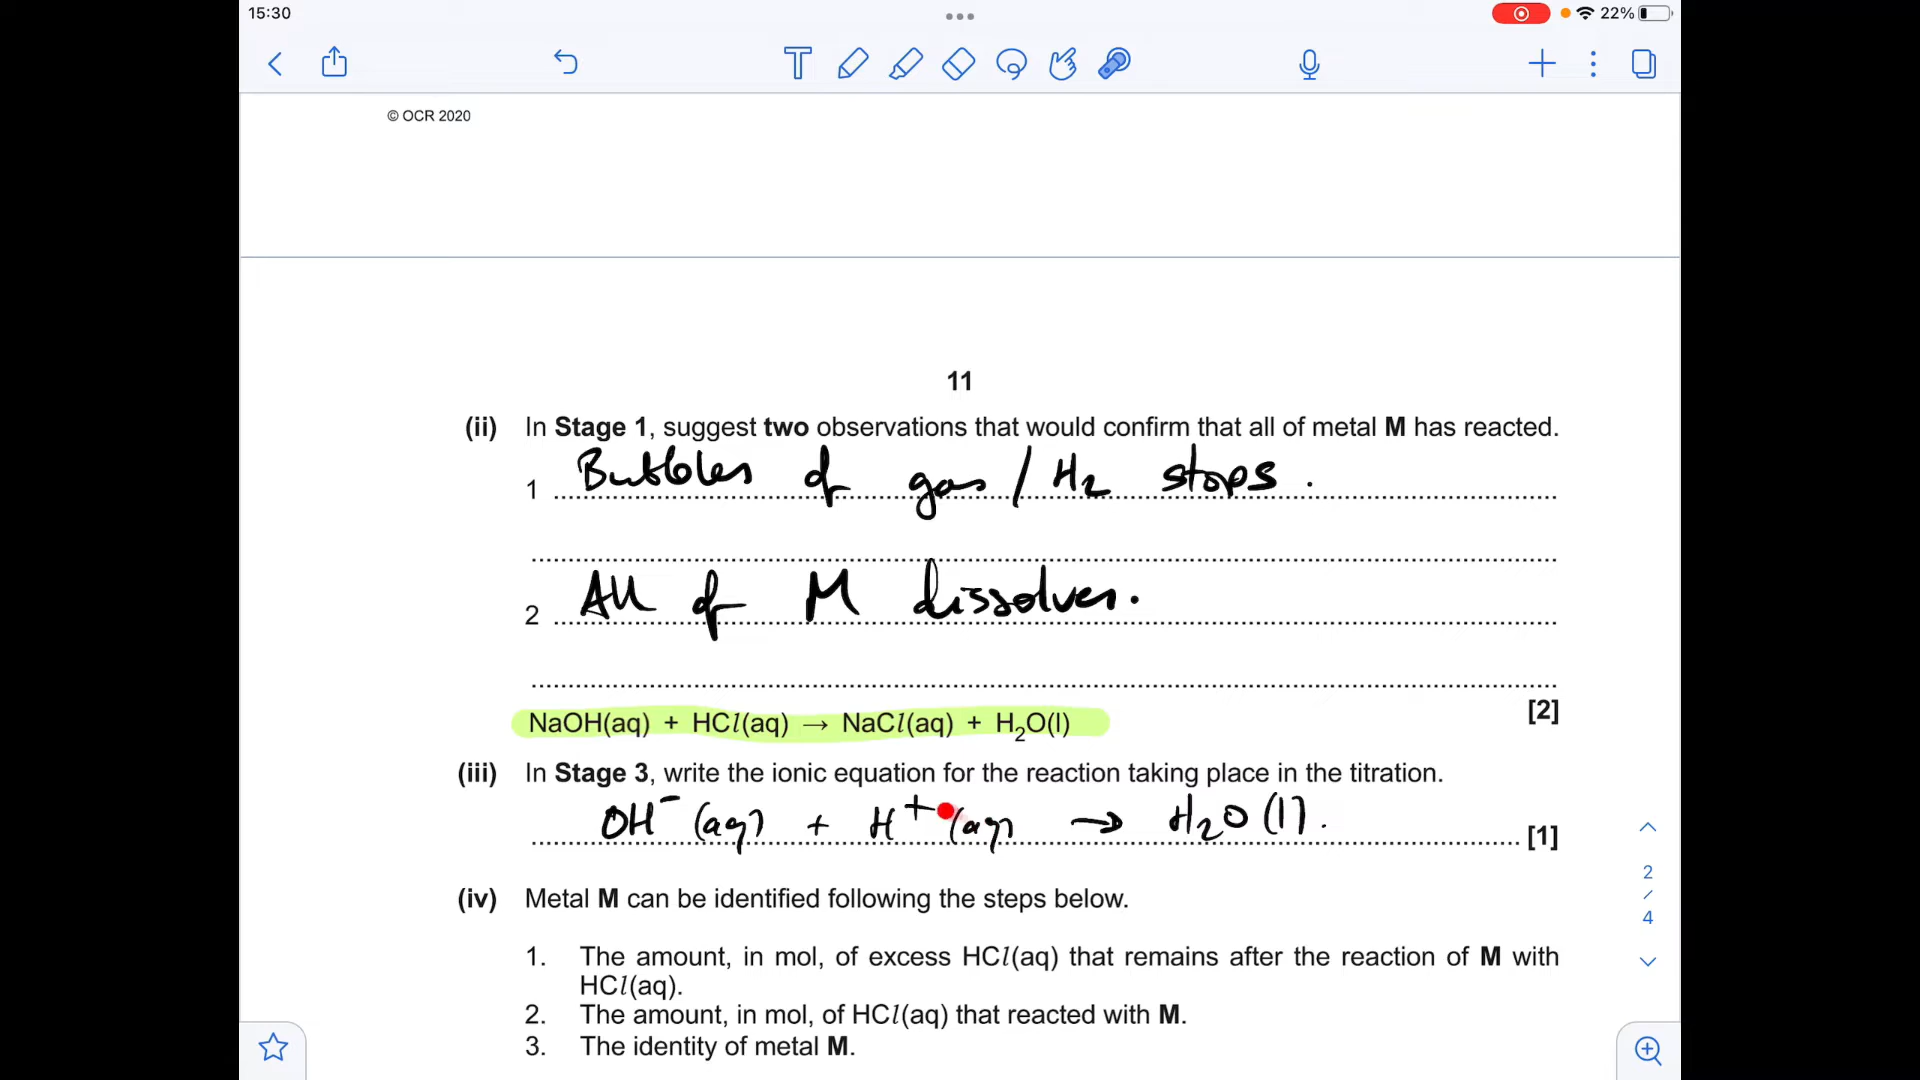 15:30
22%
© OCR 2020
11
(ii) In Stage 1, suggest two observations that would confirm that all of metal M has reacted.
1 Bubbles of gas / H2 stops.
2 All of M dissolves.
[2]
NaOH(aq) + HCl(aq) → NaCl(aq) + H₂O(l)
(iii) In Stage 3, write the ionic equation for the reaction taking place in the titration.
OH⁻ (aq) + H⁺ (aq) → H₂O (l). [1]
(iv) Metal M can be identified following the steps below.
1. The amount, in mol, of excess HCl(aq) that remains after the reaction of M with
HCl(aq).
2. The amount, in mol, of HCl(aq) that reacted with M.
3. The identity of metal M.
2
/
4